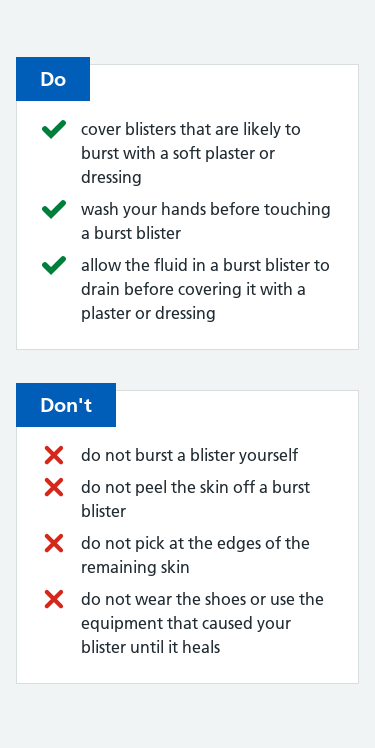 Do
cover blisters that are likely to
burst with a soft plaster or
dressing
wash your hands before touching
a burst blister
allow the fluid in a burst blister to
drain before covering it with a
plaster or dressing
Don't
do not burst a blister yourself
do not peel the skin off a burst
blister
do not pick at the edges of the
remaining skin
do not wear the shoes or use the
equipment that caused your
blister until it heals